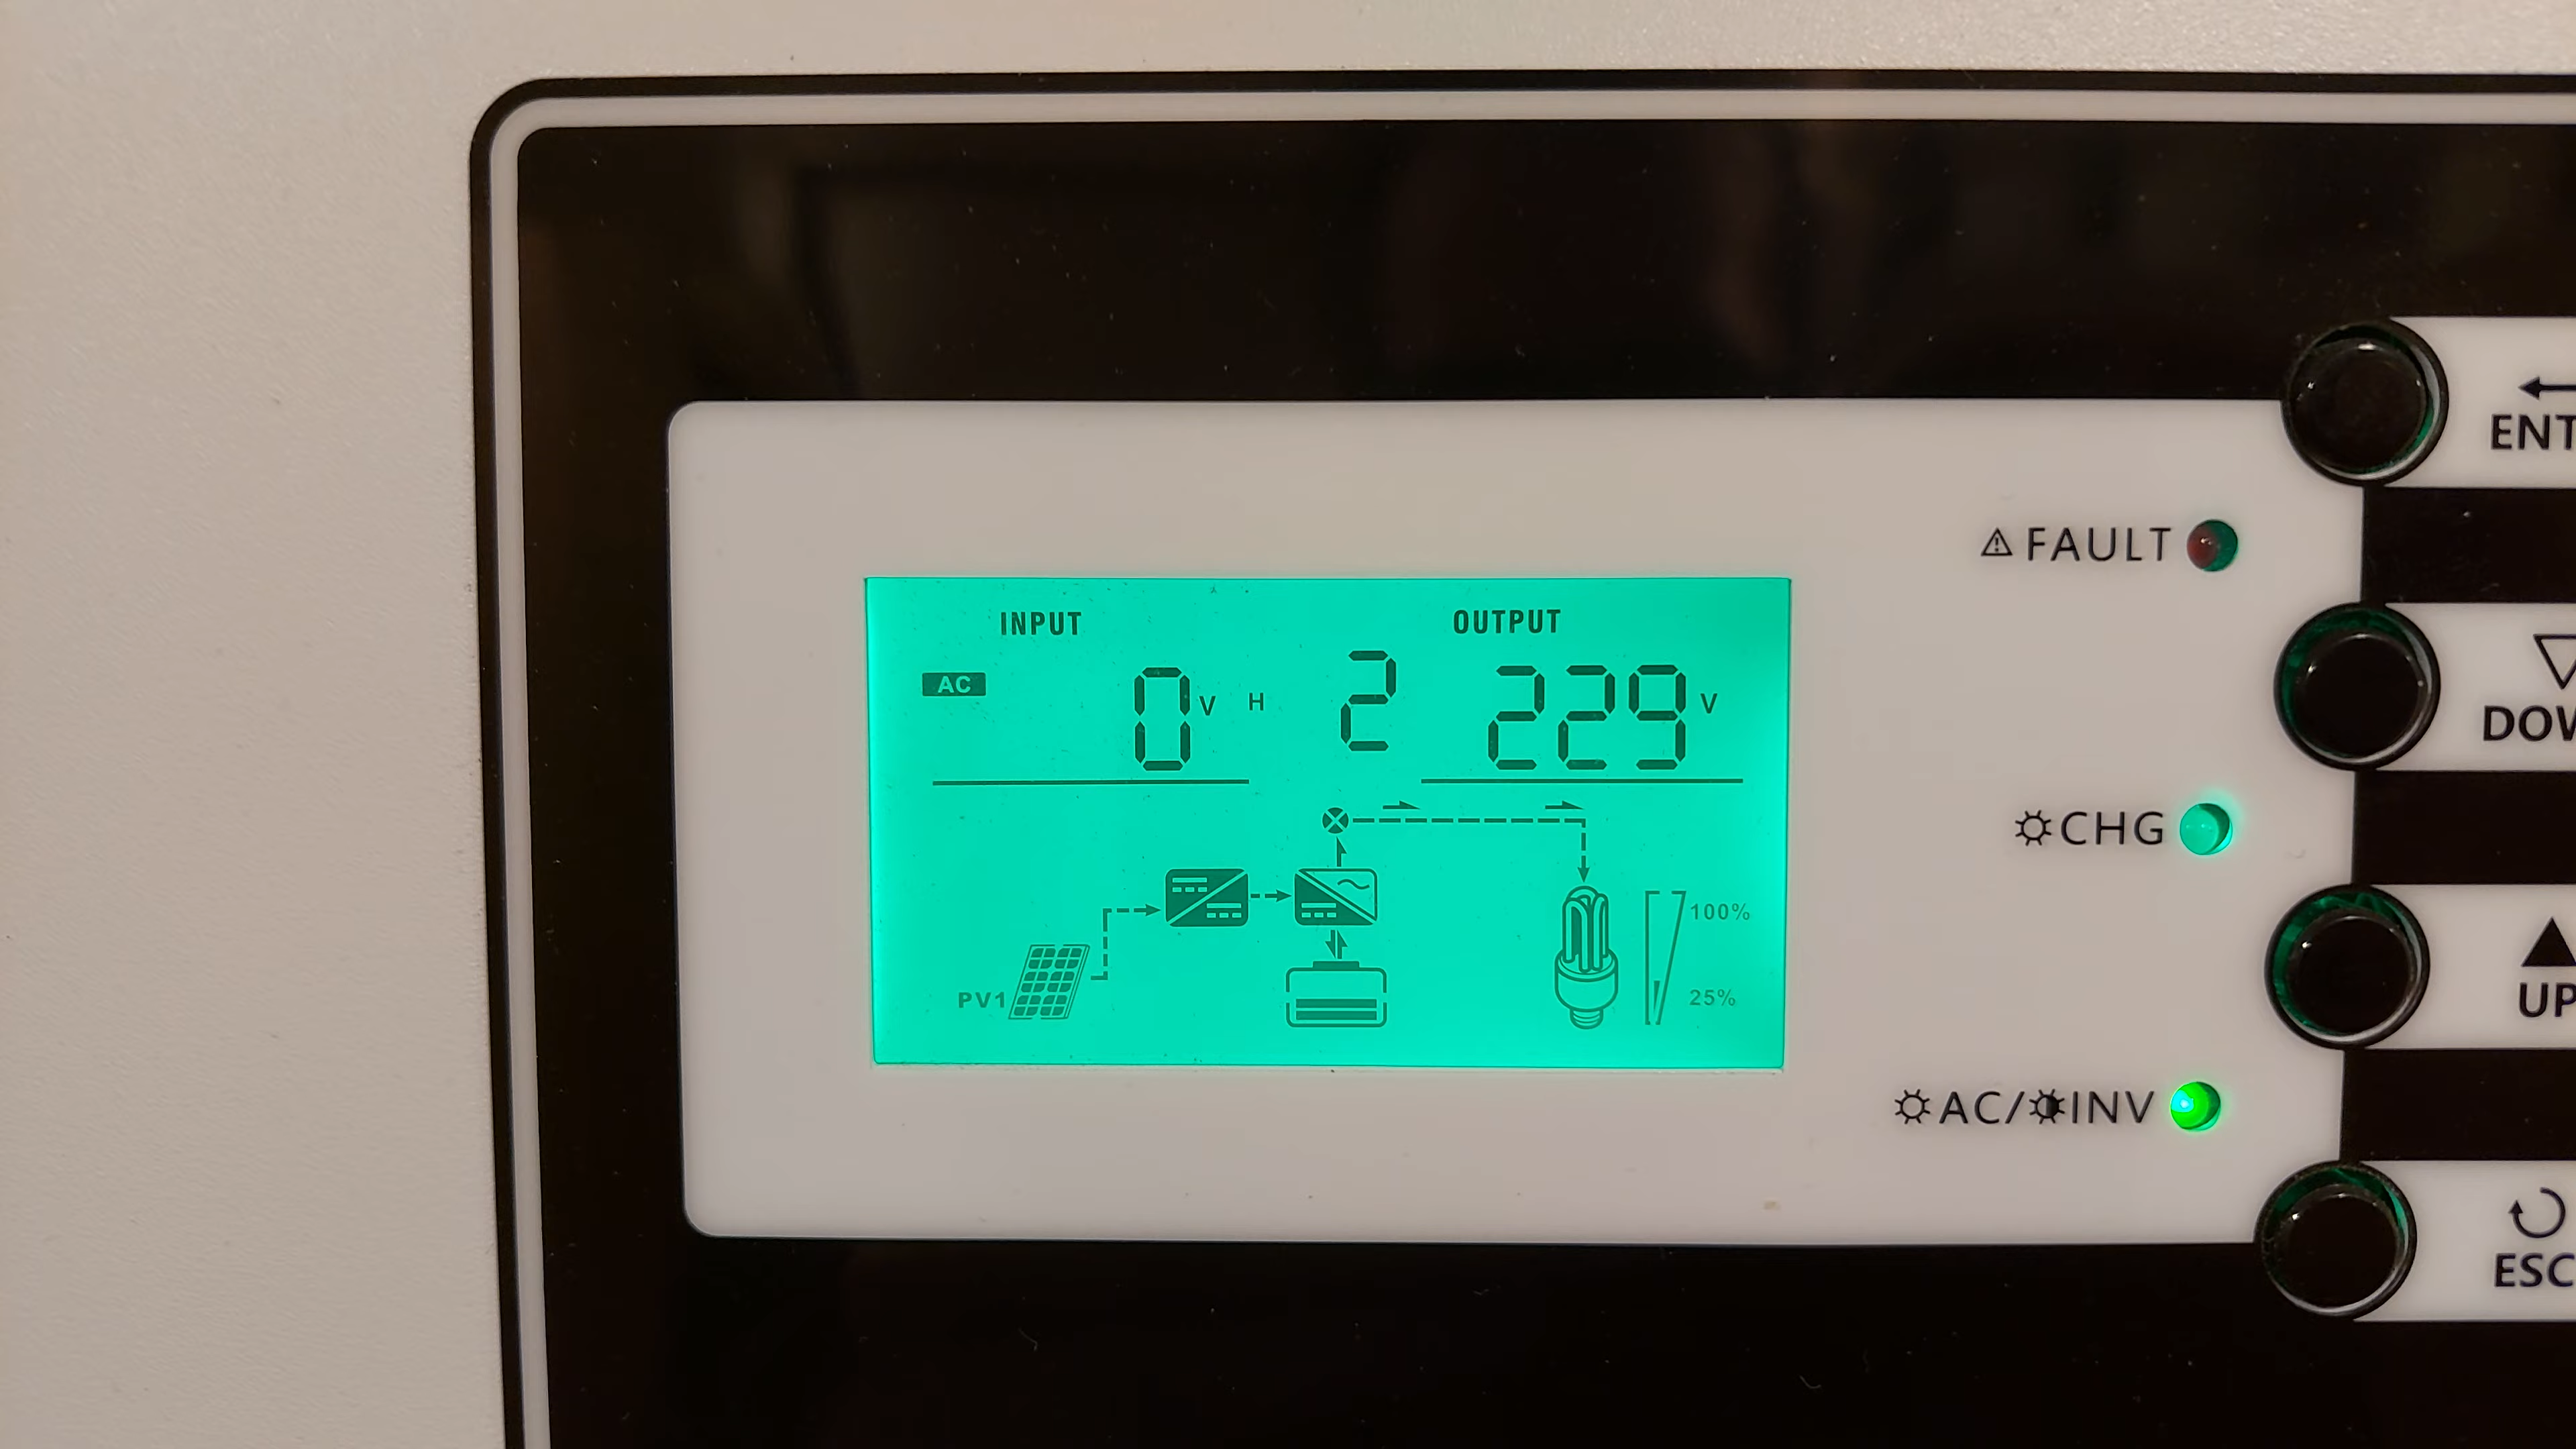 ← ENT
⚠ FAULT
INPUT OUTPUT
AC 0 V H 2 229 V
DOW
CHG
100%
PV1 25%
UP
AC/INV
ESC